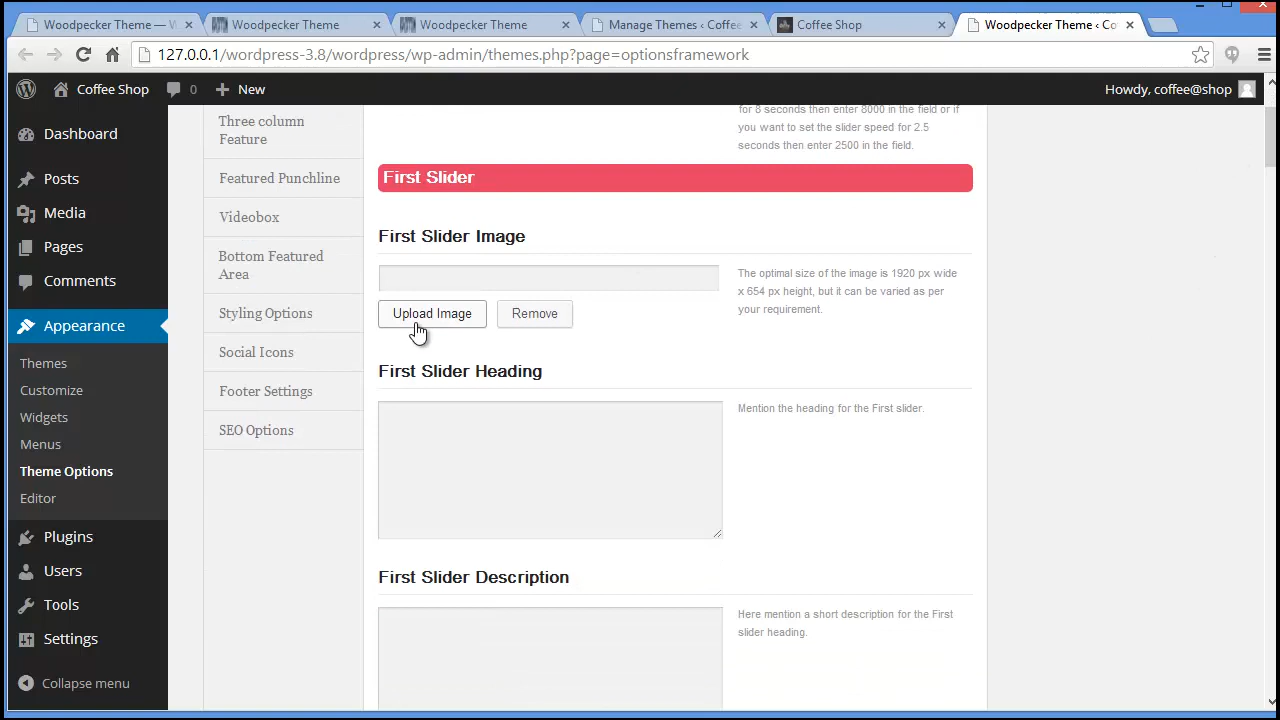 Woodpecker Theme — W
Woodpecker Theme
Woodpecker Theme
Manage Themes ‹ Coffee
Coffee Shop
Woodpecker Theme ‹ Co
127.0.0.1/wordpress-3.8/wordpress/wp-admin/themes.php?page=optionsframework
Coffee Shop
0
New
Howdy, coffee@shop
Dashboard
Posts
Media
Pages
Comments
Appearance
Themes
Customize
Widgets
Menus
Theme Options
Editor
Plugins
Users
Tools
Settings
Collapse menu
Three column
Feature
Featured Punchline
Videobox
Bottom Featured
Area
Styling Options
Social Icons
Footer Settings
SEO Options
for 8 seconds then enter 8000 in the field or if
you want to set the slider speed for 2.5
seconds then enter 2500 in the field.
First Slider
First Slider Image
The optimal size of the image is 1920 px wide
x 654 px height, but it can be varied as per
your requirement.
Upload Image
Remove
First Slider Heading
Mention the heading for the First slider.
First Slider Description
Here mention a short description for the First
slider heading.